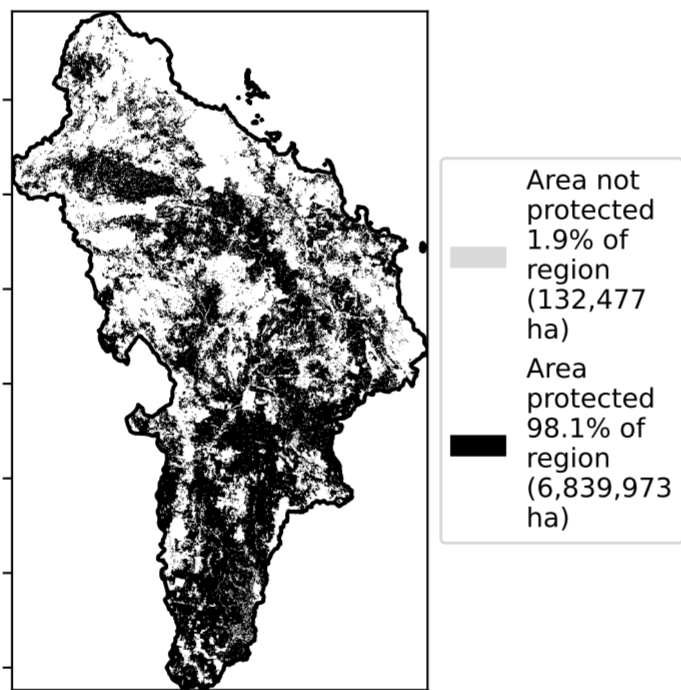 Area not
protected
1.9% of
region
(132,477
ha)
Area
protected
98.1% of
region
(6,839,973
ha)